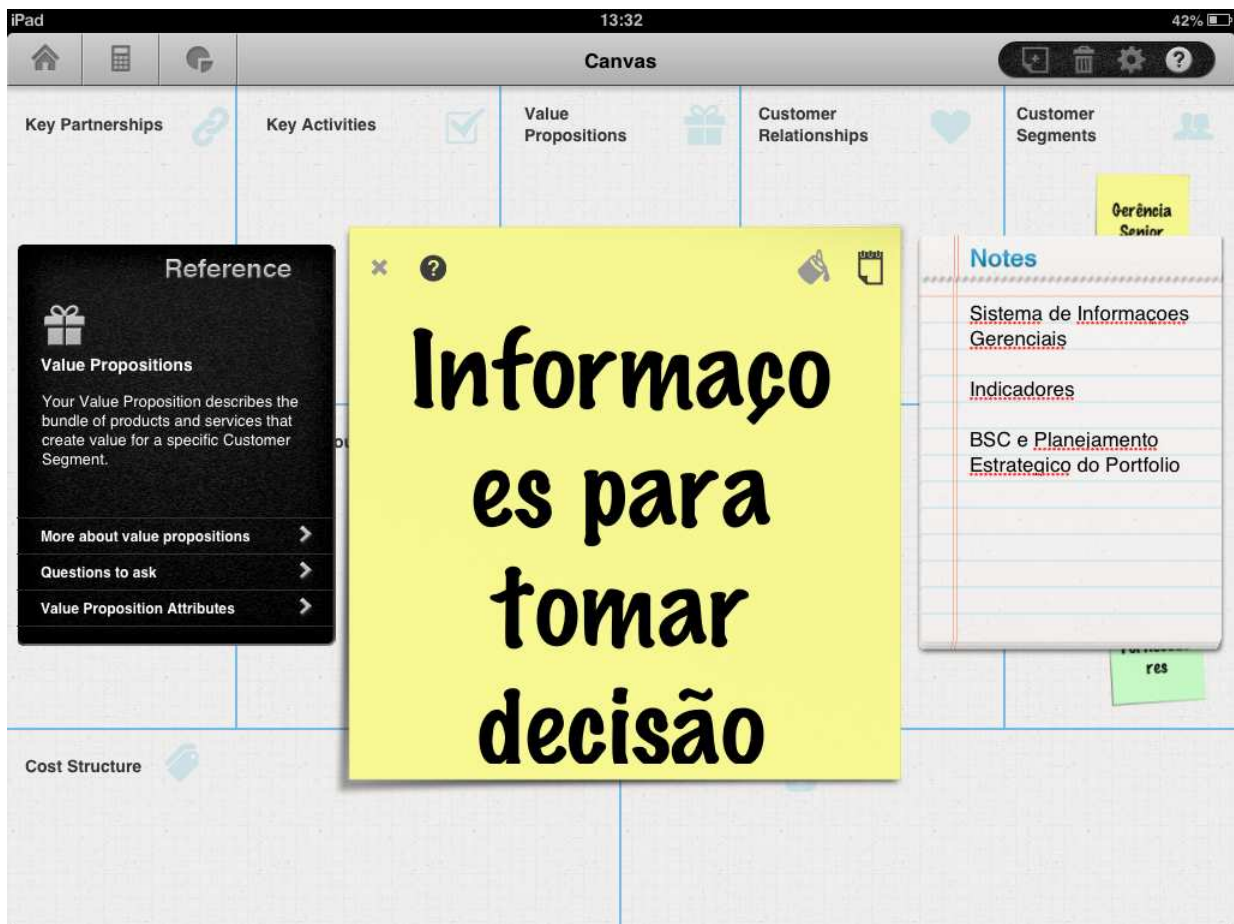 iPad
13:32
42%
Canvas
Key Partnerships
Key Activities
Value
Propositions
Customer
Relationships
Customer
Segments
Gerência
Senior
Reference
Value Propositions
Your Value Proposition describes the
bundle of products and services that
create value for a specific Customer
Segment.
More about value propositions
Questions to ask
Value Proposition Attributes
Informaço
es para
tomar
decisão
Notes
Sistema de Informaçoes
Gerenciais
Indicadores
BSC e Planejamento
Estrategico do Portfolio
res
Cost Structure